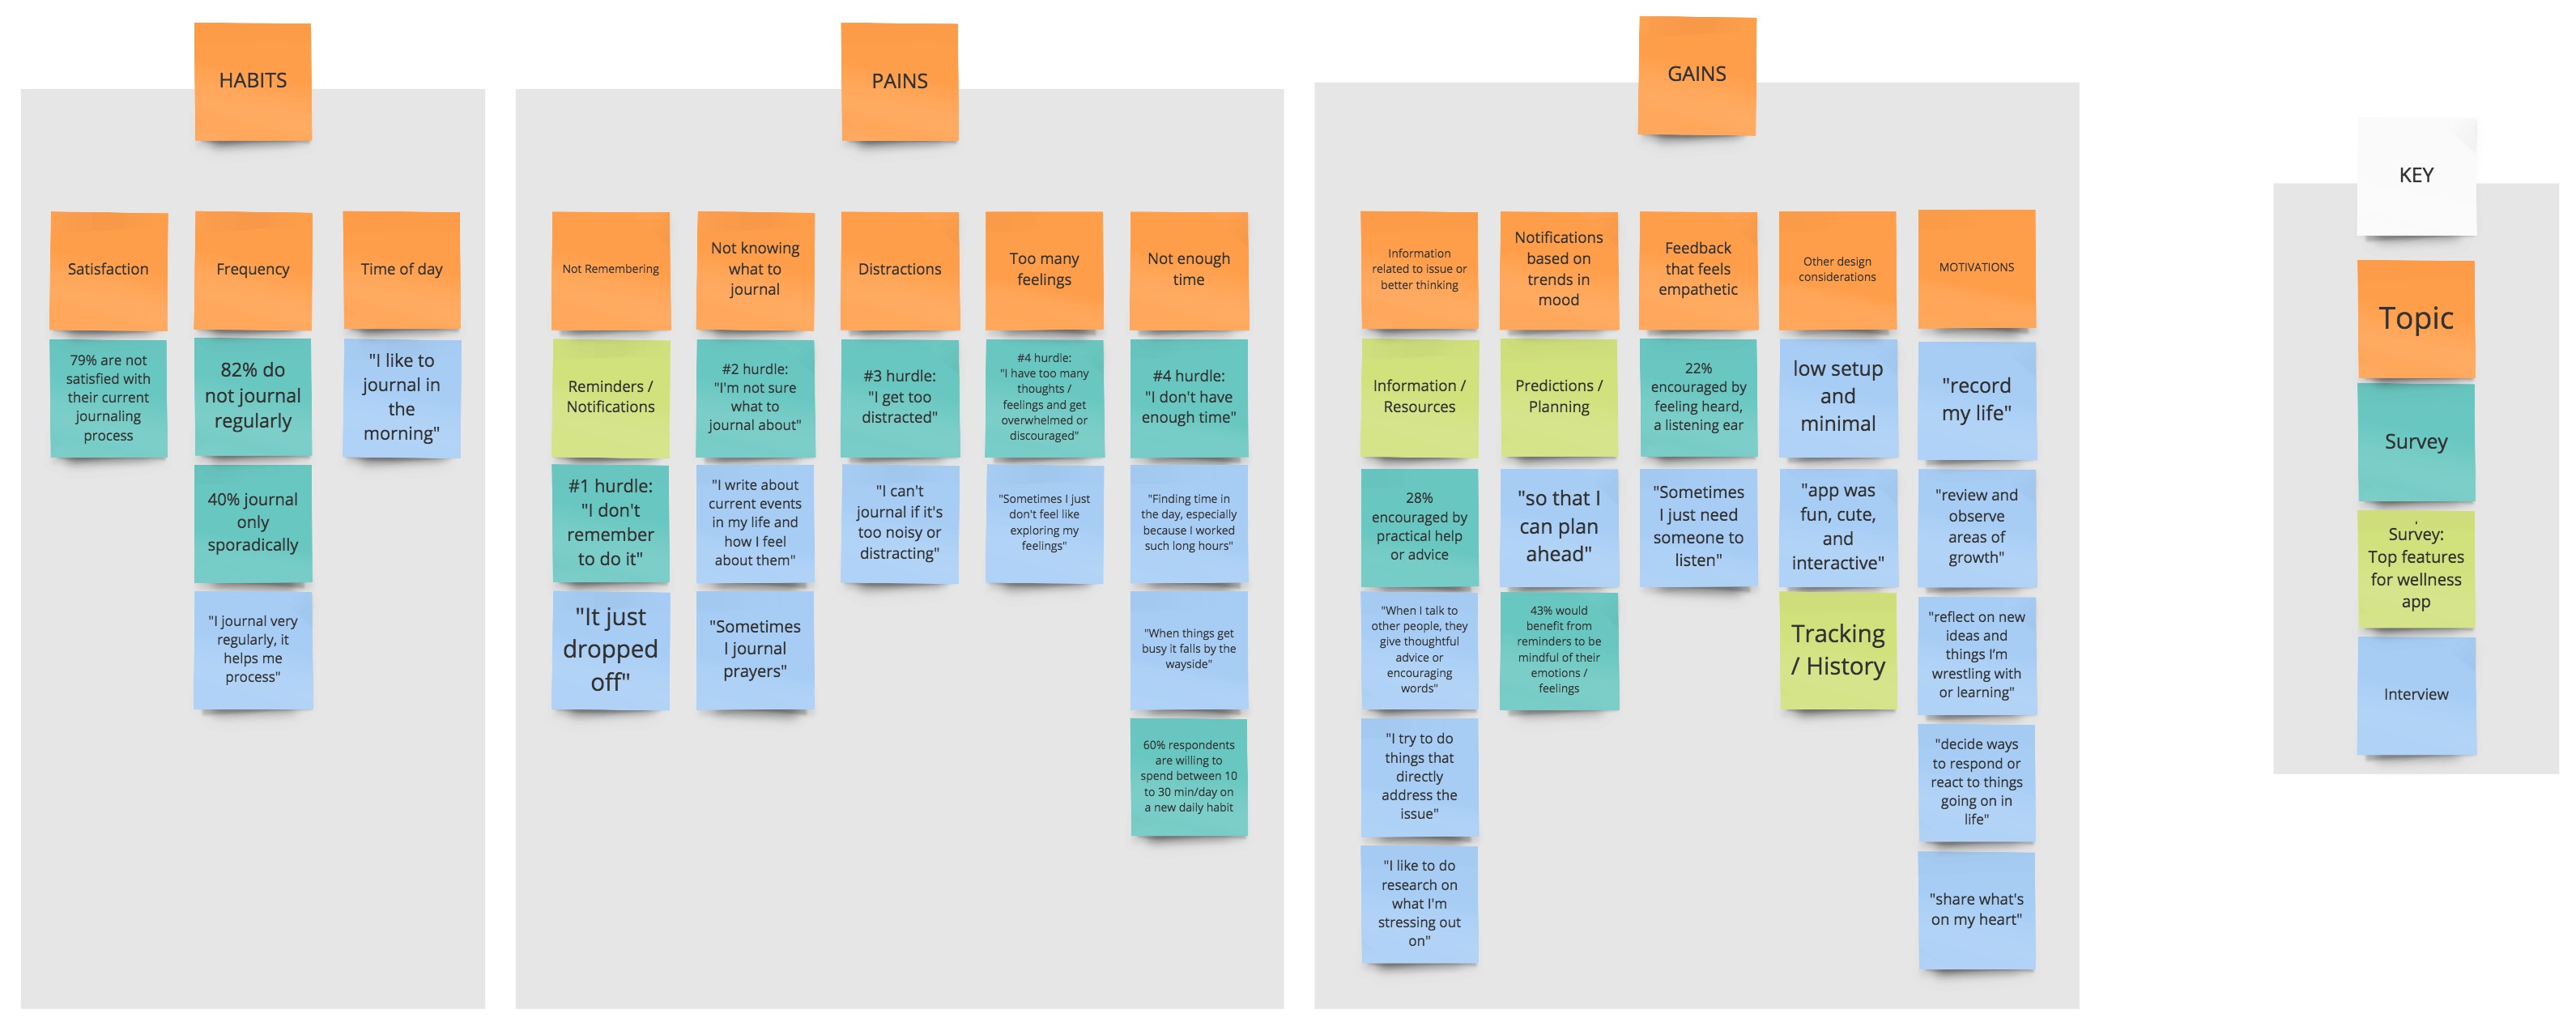 HABITS
Satisfaction
79% are not
satisfied with
their current
journaling
process
Frequency
82% do
not journal
regularly
40% journal
only
sporadically
"I journal very
regularly, it
helps me
process"
Time of day
"I like to
journal in
the
morning"
PAINS
Not Remembering
Reminders /
Notifications
#1 hurdle:
"I don't
remember
to do it"
"It just
dropped
off"
Not knowing
what to
journal
#2 hurdle:
"I'm not sure
what to
journal about"
"I write about
current events
in my life and
how I feel
about them"
"Sometimes
I journal
prayers"
Distractions
#3 hurdle:
"I get too
distracted"
"I can't
journal if it's
too noisy or
distracting"
Too many
feelings
#4 hurdle:
"I have too many
thoughts /
feelings and get
overwhelmed or
discouraged"
"Sometimes I just
don't feel like
exploring my
feelings"
Not enough
time
#4 hurdle:
"I don't have
enough time"
"Finding time in
the day, especially
because I worked
such long hours"
"When things get
busy it falls by the
wayside"
60% respondents
are willing to
spend between 10
to 30 min/day on
a new daily habit
GAINS
Information
related to issue or
better thinking
Information /
Resources
28%
encouraged by
practical help
or advice
"When I talk to
other people, they
give thoughtful
advice or
encouraging
words"
"I try to do
things that
directly
address the
issue"
"I like to do
research on
what I'm
stressing out
on"
Notifications
based on
trends in
mood
Predictions /
Planning
"so that I
can plan
ahead"
43% would
benefit from
reminders to be
mindful of their
emotions /
feelings
Feedback
that feels
empathetic
22%
encouraged by
feeling heard,
a listening ear
"Sometimes
I just need
someone to
listen"
Other design
considerations
low setup
and
minimal
"app was
fun, cute,
and
interactive"
Tracking
/ History
MOTIVATIONS
"record
my life"
"review and
observe
areas of
growth"
"reflect on new
ideas and
things I'm
wrestling with
or learning"
"decide ways
to respond or
react to things
going on in
life"
"share what's
on my heart"
KEY
Topic
Survey
Survey:
Top features
for wellness
app
Interview